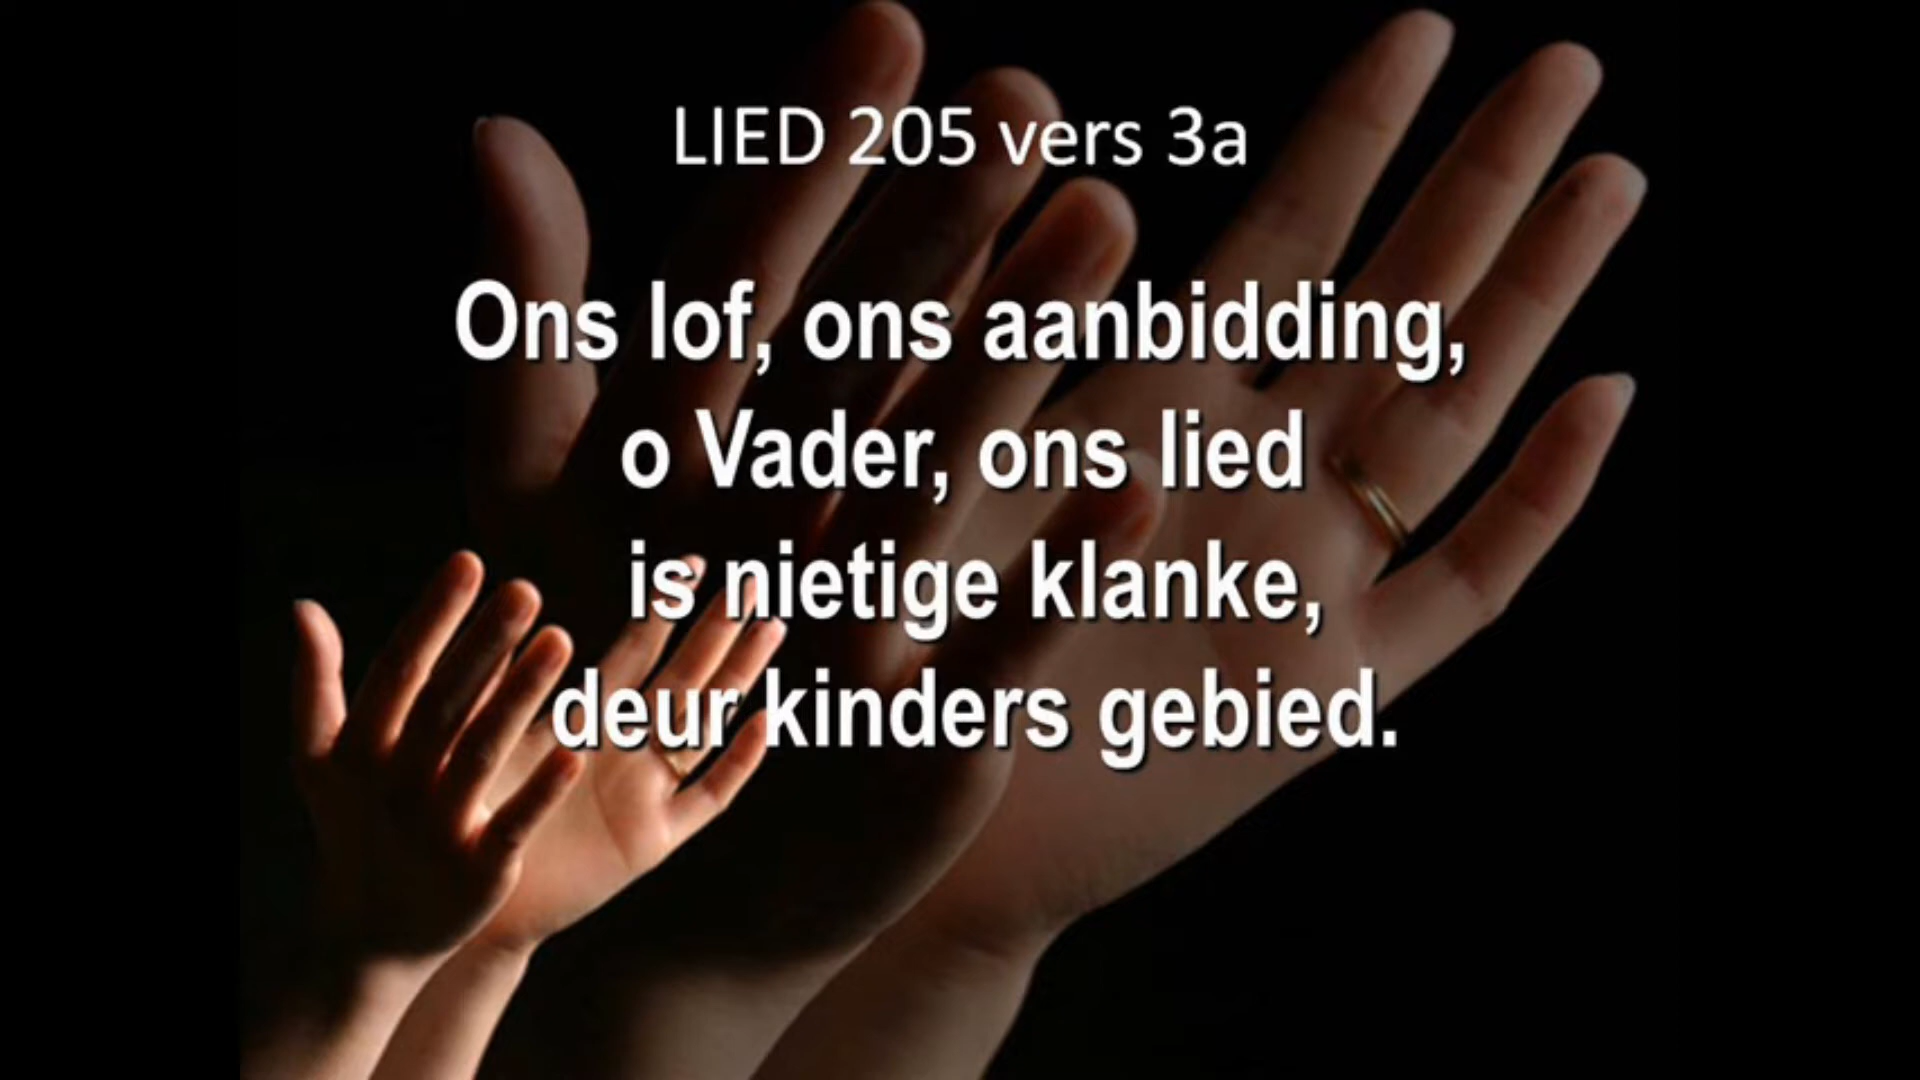 LIED 205 vers 3a
Ons lof, ons aanbidding,
o Vader, ons lied
is nietige klanke,
deur kinders gebied.